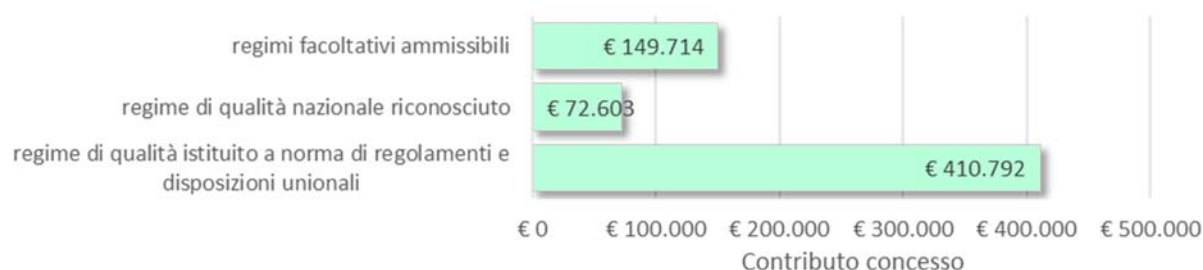 regimi facoltativi ammissibili
€ 149.714
regime di qualità nazionale riconosciuto
€ 72.603
regime di qualità istituito a norma di regolamenti e
disposizioni unionali
€ 410.792
€ 0 € 100.000 € 200.000 € 300.000 € 400.000 € 500.000
Contributo concesso